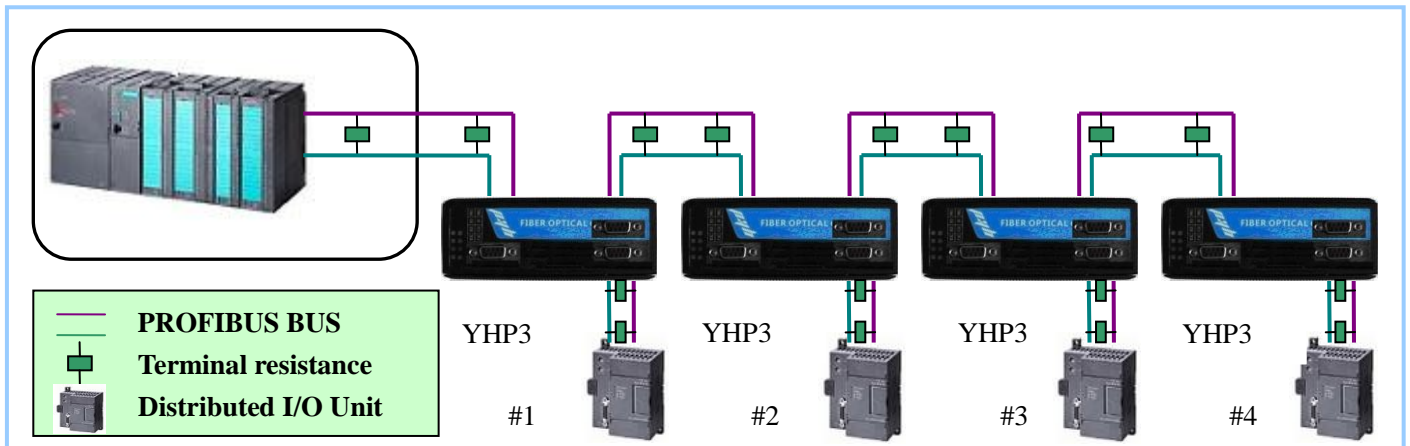 FIBER OPTICAL
FIBER OPTICAL
FIBER OPTICAL
FIBER OPTICAL
PROFIBUS BUS
Terminal resistance
Distributed I/O Unit
YHP3
YHP3
YHP3
YHP3
#1
#2
#3
#4